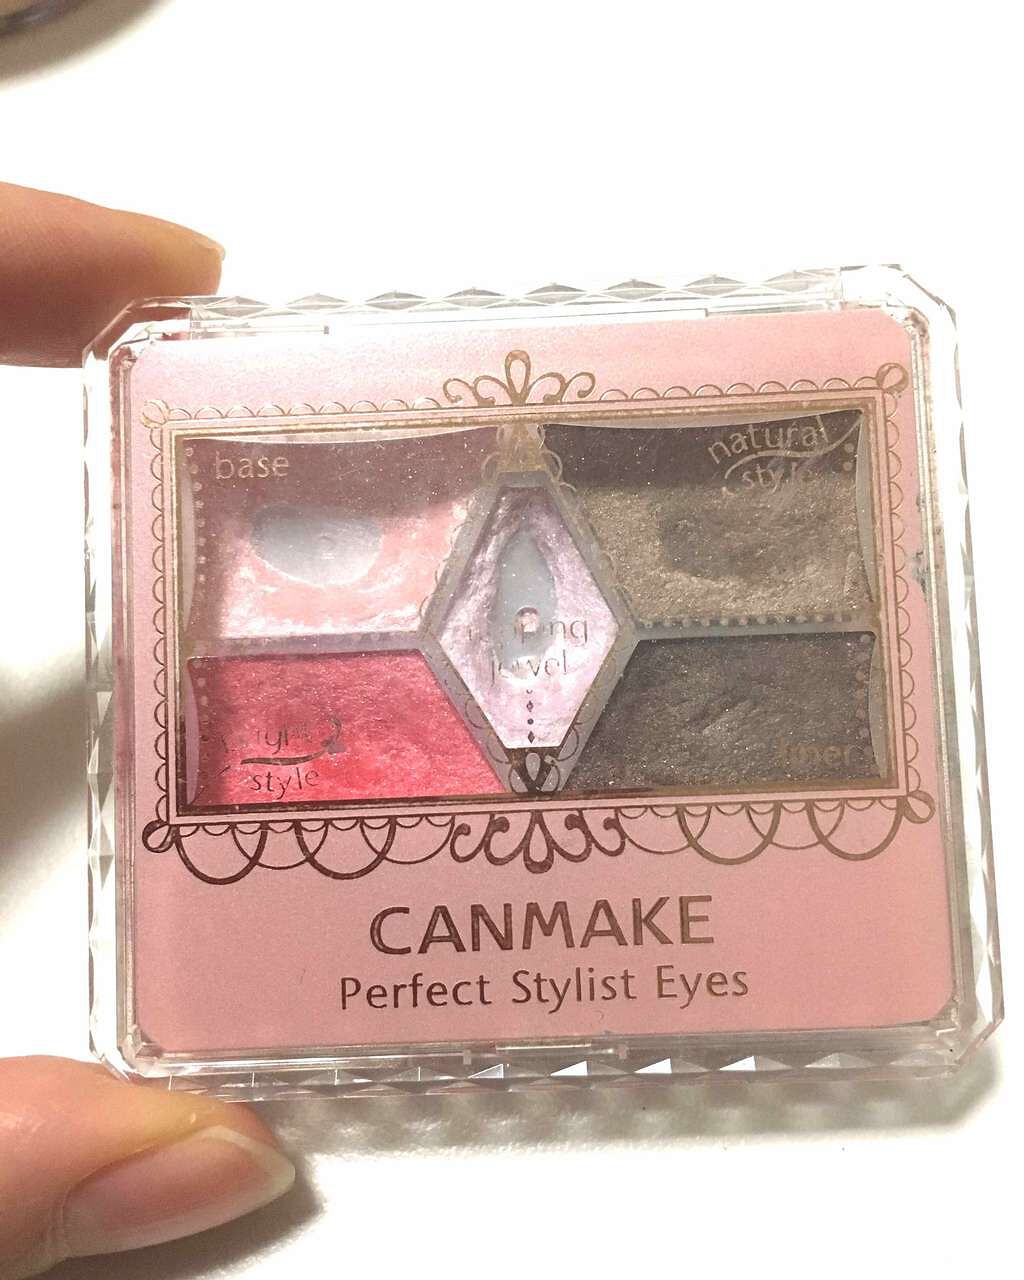 base
natural
style
jewel
style
liner
CANMAKE
Perfect Stylist Eyes